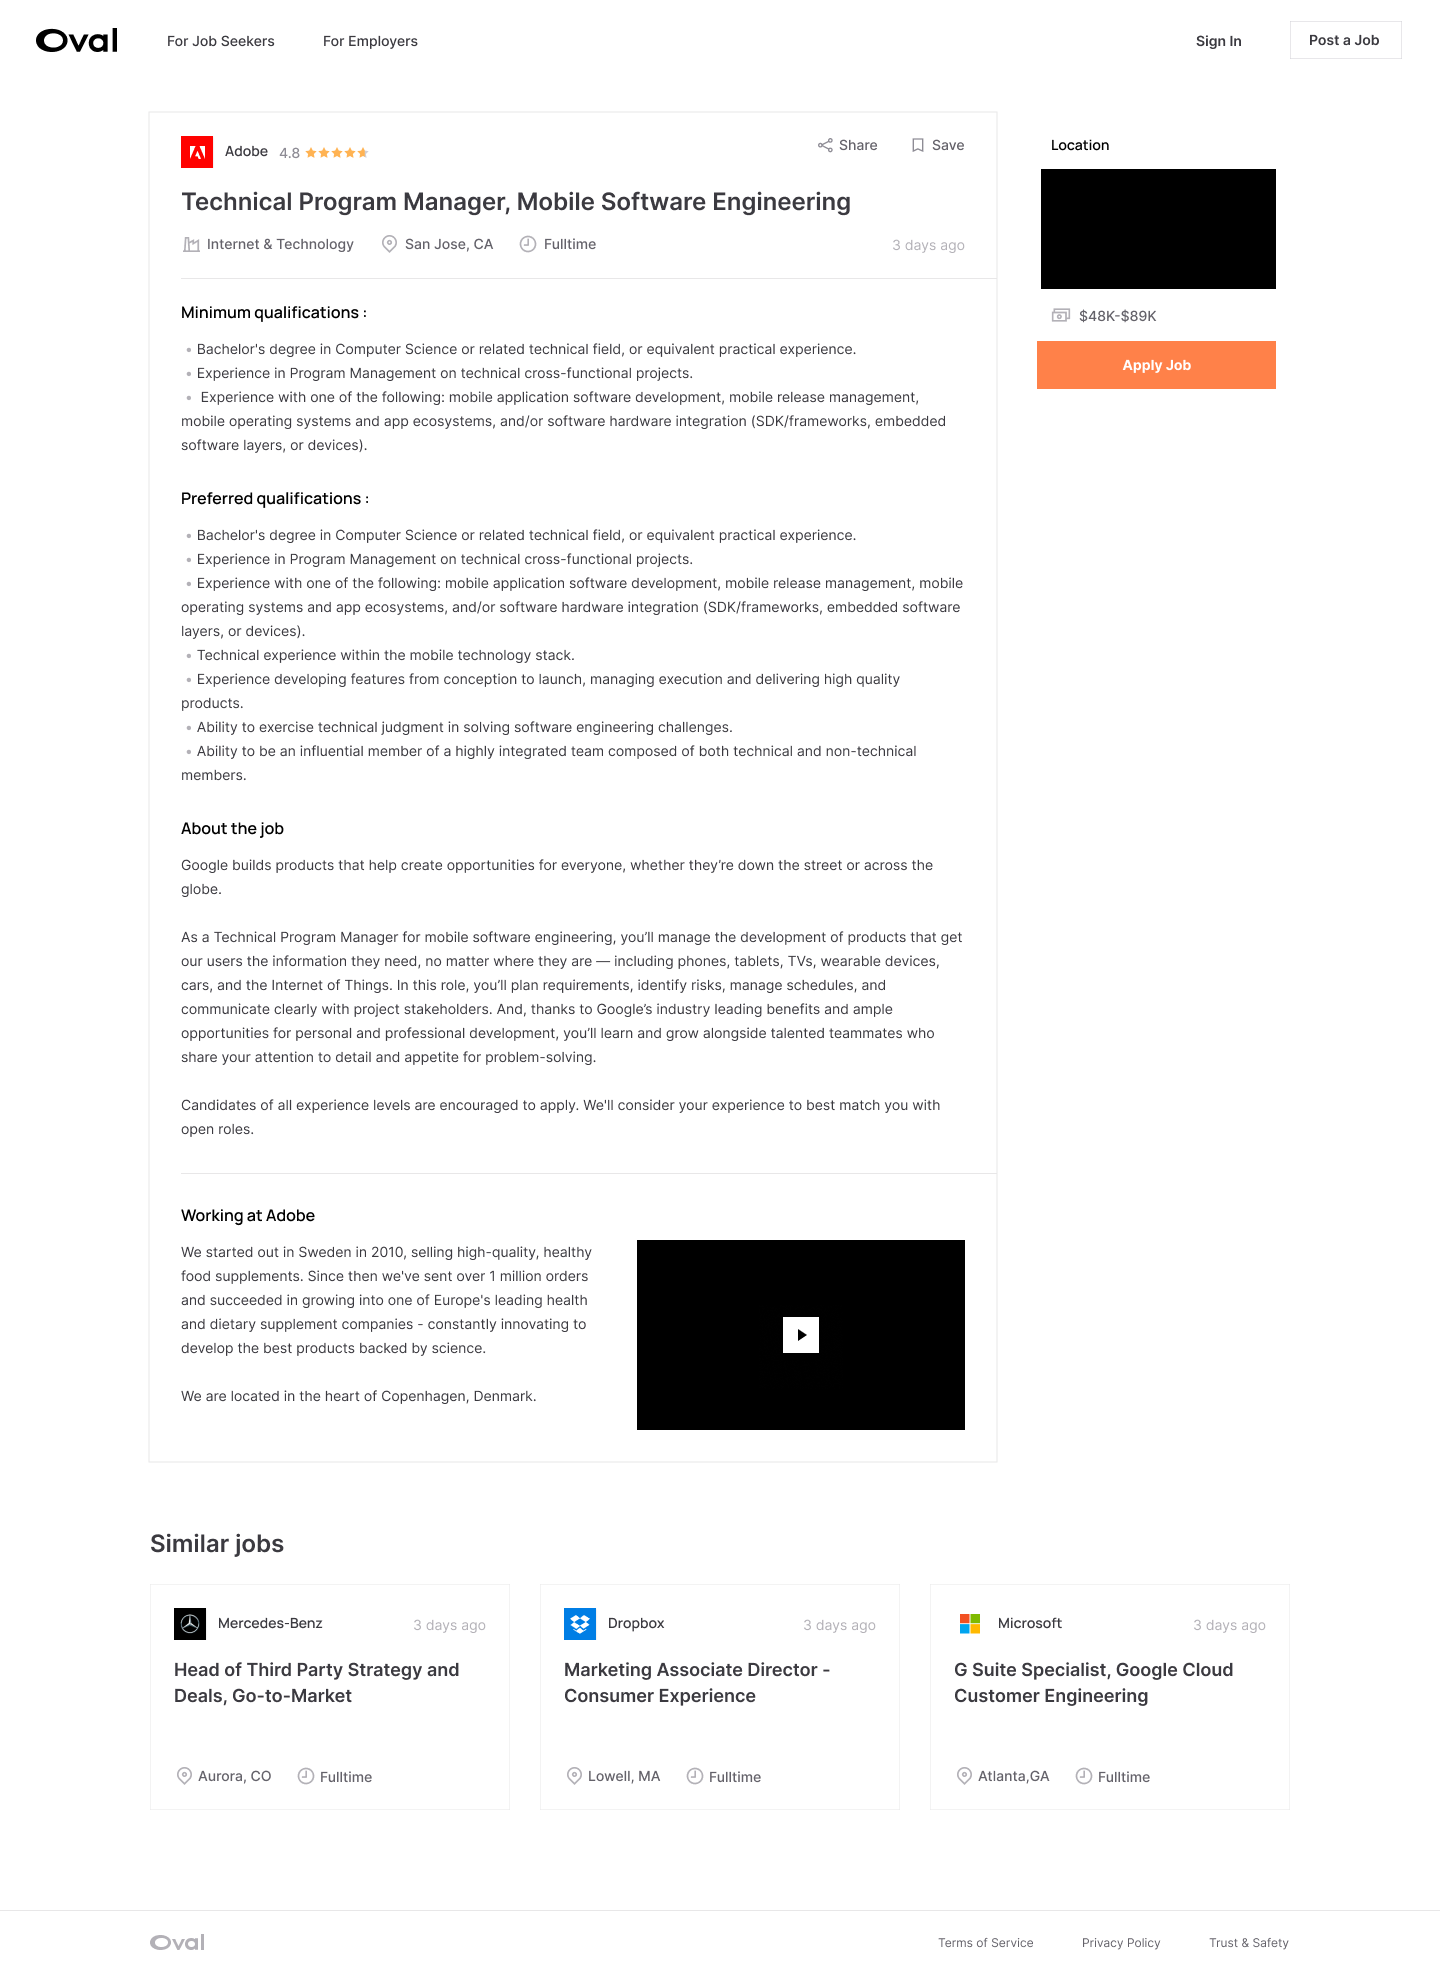 Oval
For Job Seekers
For Employers
Sign In
Post a Job
Adobe
4.8
Share
Save
Technical Program Manager, Mobile Software Engineering
Internet & Technology
San Jose, CA
Fulltime
3 days ago
Minimum qualifications :
• Bachelor's degree in Computer Science or related technical field, or equivalent practical experience.
• Experience in Program Management on technical cross-functional projects.
• Experience with one of the following: mobile application software development, mobile release management,
mobile operating systems and app ecosystems, and/or software hardware integration (SDK/frameworks, embedded
software layers, or devices).
Preferred qualifications :
• Bachelor's degree in Computer Science or related technical field, or equivalent practical experience.
• Experience in Program Management on technical cross-functional projects.
• Experience with one of the following: mobile application software development, mobile release management, mobile
operating systems and app ecosystems, and/or software hardware integration (SDK/frameworks, embedded software
layers, or devices).
• Technical experience within the mobile technology stack.
• Experience developing features from conception to launch, managing execution and delivering high quality
products.
• Ability to exercise technical judgment in solving software engineering challenges.
• Ability to be an influential member of a highly integrated team composed of both technical and non-technical
members.
About the job
Google builds products that help create opportunities for everyone, whether they’re down the street or across the
globe.
As a Technical Program Manager for mobile software engineering, you’ll manage the development of products that get
our users the information they need, no matter where they are — including phones, tablets, TVs, wearable devices,
cars, and the Internet of Things. In this role, you’ll plan requirements, identify risks, manage schedules, and
communicate clearly with project stakeholders. And, thanks to Google’s industry leading benefits and ample
opportunities for personal and professional development, you’ll learn and grow alongside talented teammates who
share your attention to detail and appetite for problem-solving.
Candidates of all experience levels are encouraged to apply. We'll consider your experience to best match you with
open roles.
Working at Adobe
We started out in Sweden in 2010, selling high-quality, healthy
food supplements. Since then we've sent over 1 million orders
and succeeded in growing into one of Europe's leading health
and dietary supplement companies - constantly innovating to
develop the best products backed by science.
We are located in the heart of Copenhagen, Denmark.
Location
$48K-$89K
Apply Job
Similar jobs
Mercedes-Benz
3 days ago
Head of Third Party Strategy and
Deals, Go-to-Market
Aurora, CO
Fulltime
Dropbox
3 days ago
Marketing Associate Director -
Consumer Experience
Lowell, MA
Fulltime
Microsoft
3 days ago
G Suite Specialist, Google Cloud
Customer Engineering
Atlanta,GA
Fulltime
Oval
Terms of Service
Privacy Policy
Trust & Safety